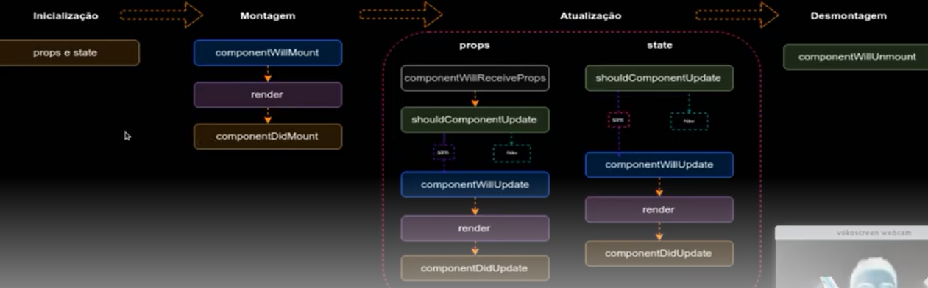 Inicialização
Montagem
Atualização
Desmontagem
props e state
componentWillMount
render
componentDidMount
props
componentWillReceiveProps
shouldComponentUpdate
componentWillUpdate
render
componentDidUpdate
state
shouldComponentUpdate
componentWillUpdate
render
componentDidUpdate
componentWillUnmount
vokoscreen webcam